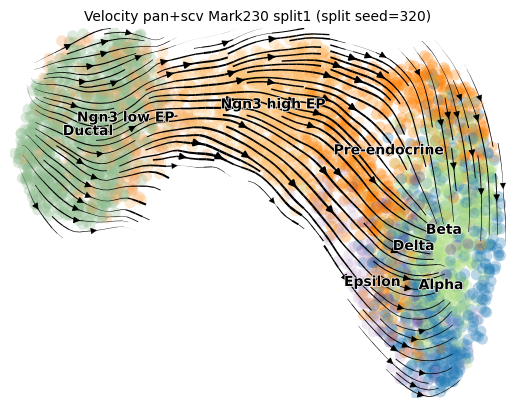 Velocity pan+scv Mark230 split1 (split seed=320)
Ngn3 high EP
Ngn3 low EP
Ductal
Pre-endocrine
Beta
Delta
Epsilon
Alpha